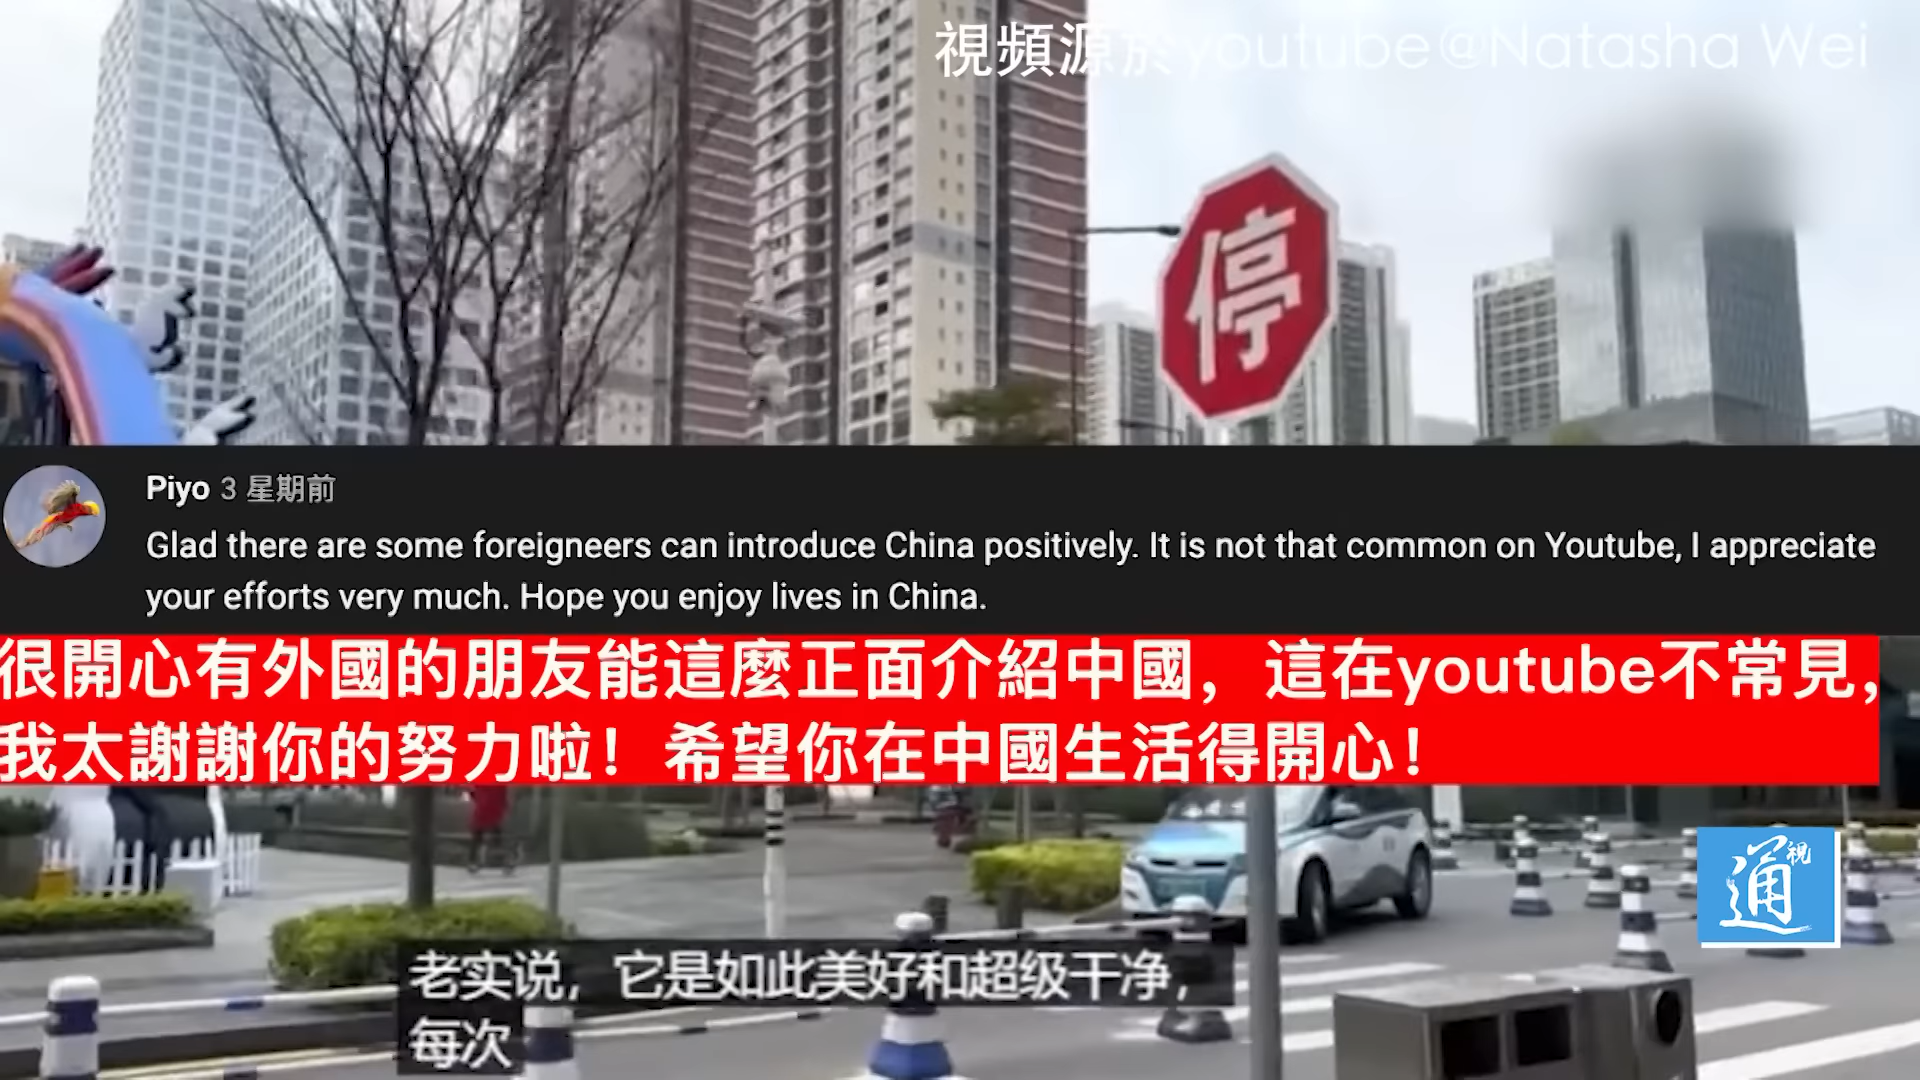 視頻源於youtube@Natasha Wei
停
Piyo 3 星期前
Glad there are some foreigneers can introduce China positively. It is not that common on Youtube, I appreciate
your efforts very much. Hope you enjoy lives in China.
很開心有外國的朋友能這麼正面介紹中國，這在youtube不常見，
我太謝謝你的努力啦！希望你在中國生活得開心！
通視
老实说，它是如此美好和超级干净，
每次